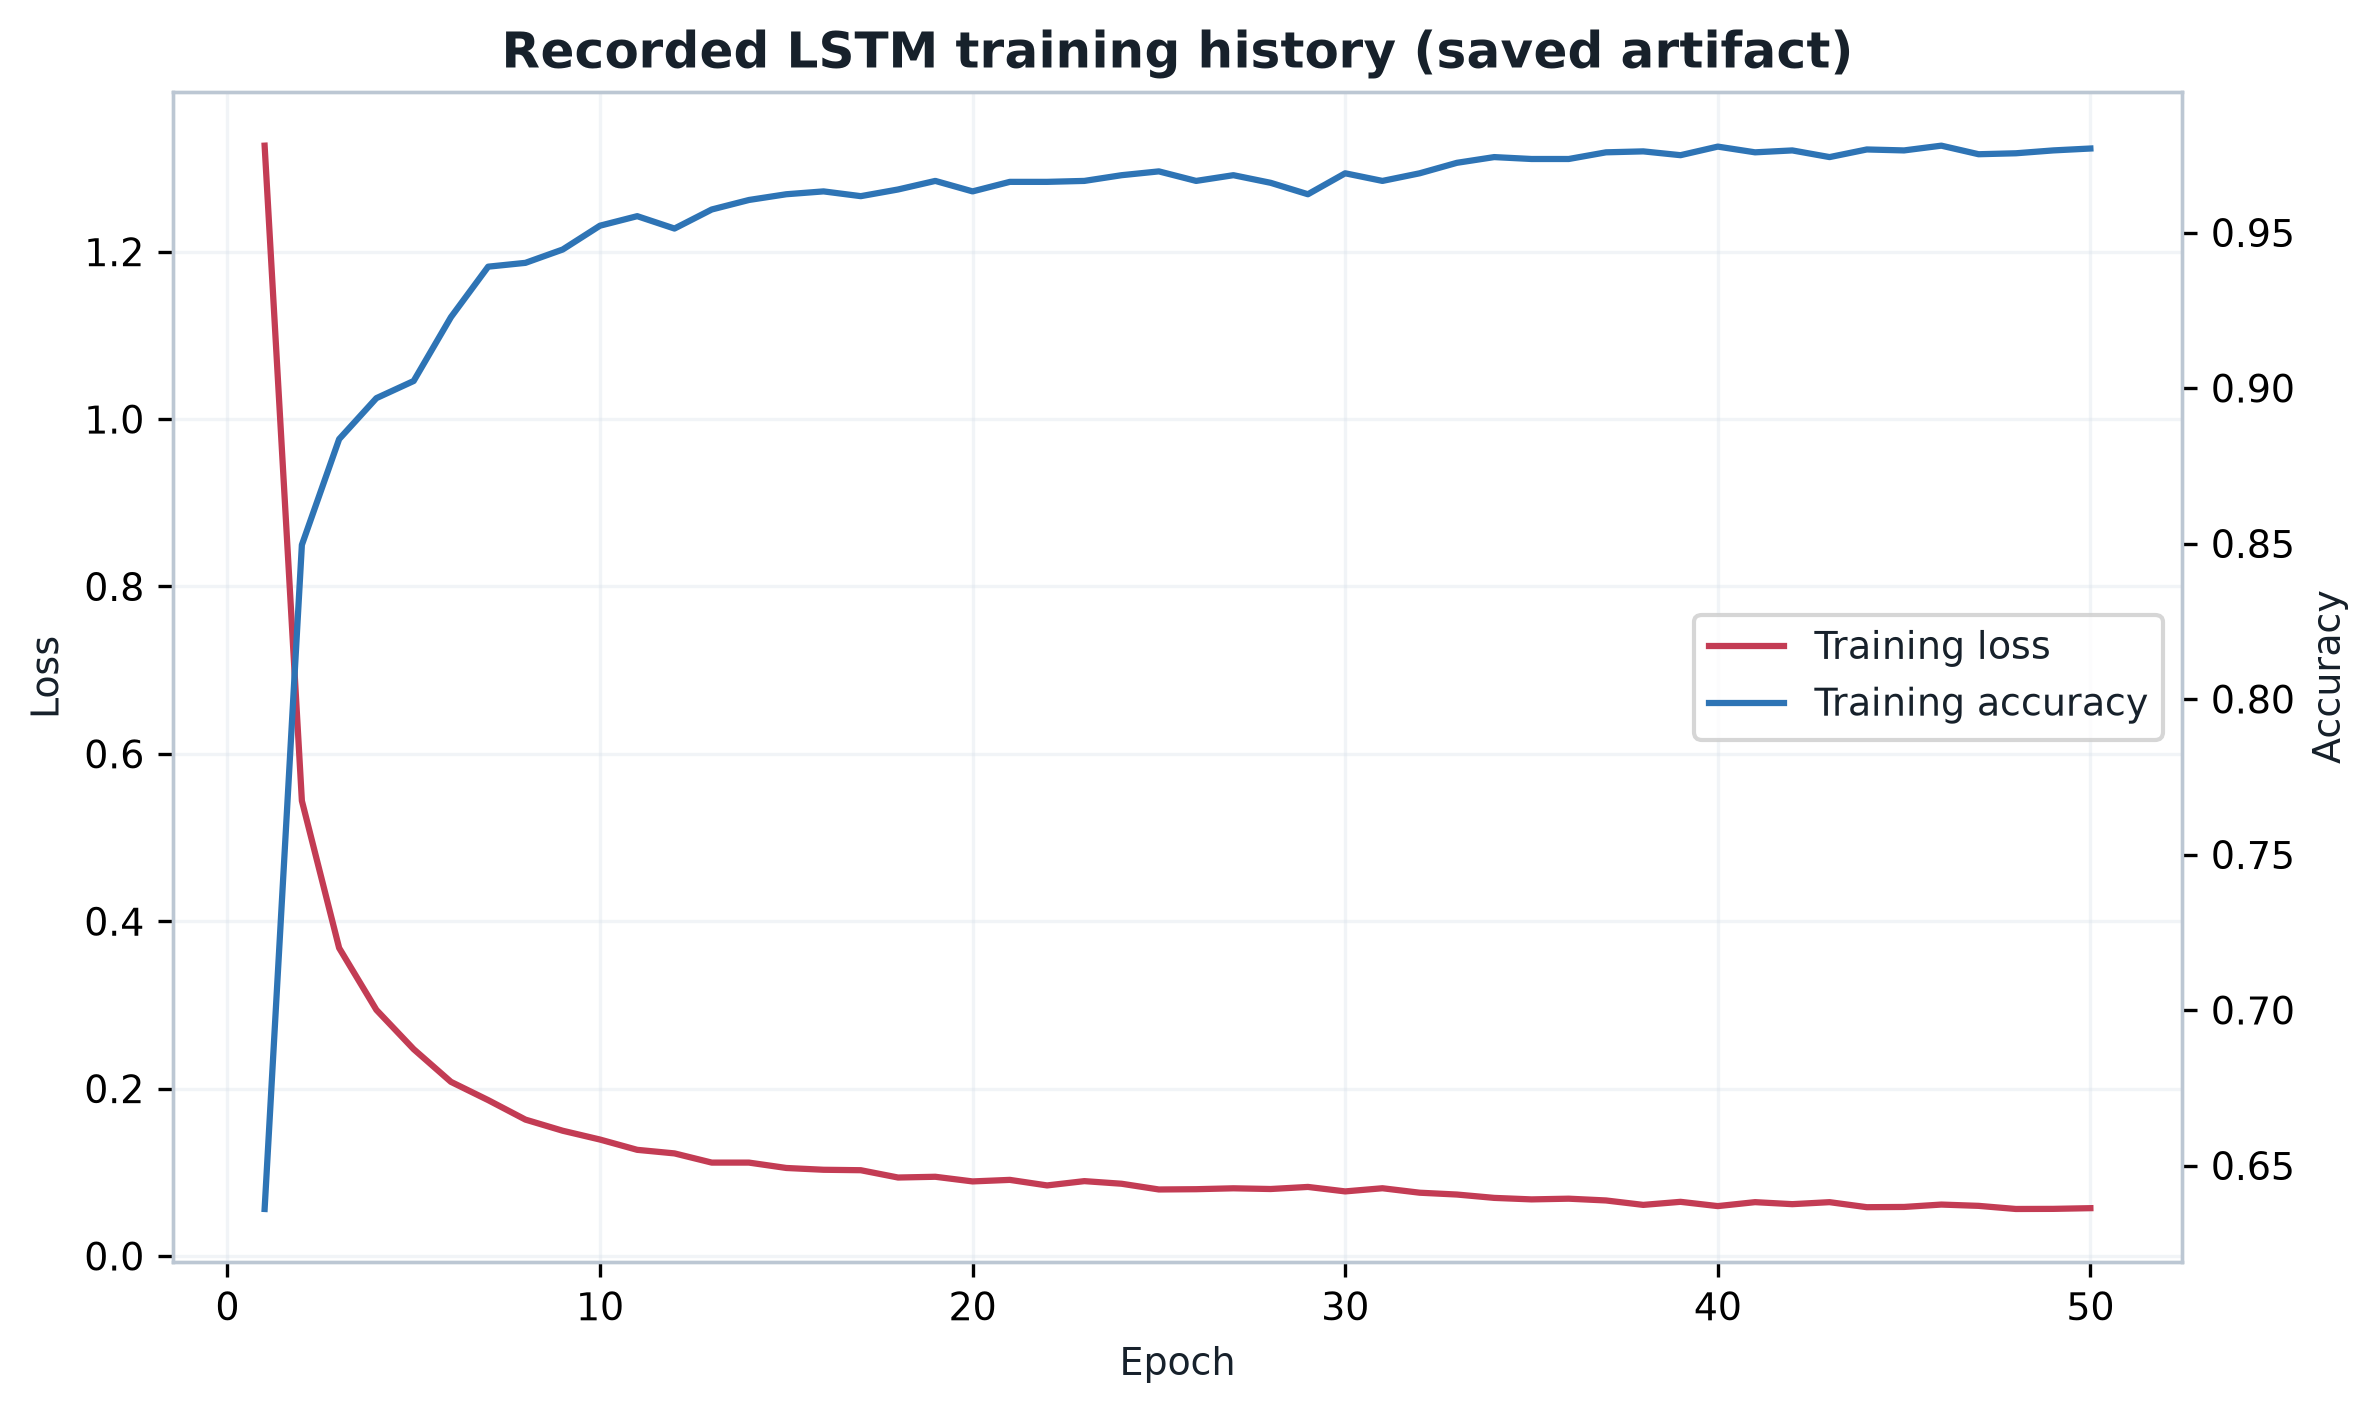 Recorded LSTM training history (saved artifact)
1.2
1.0
0.8
0.6
0.4
0.2
0.0
Loss
0.95
0.90
0.85
0.80
0.75
0.70
0.65
Accuracy
Training loss
Training accuracy
0 10 20 30 40 50
Epoch